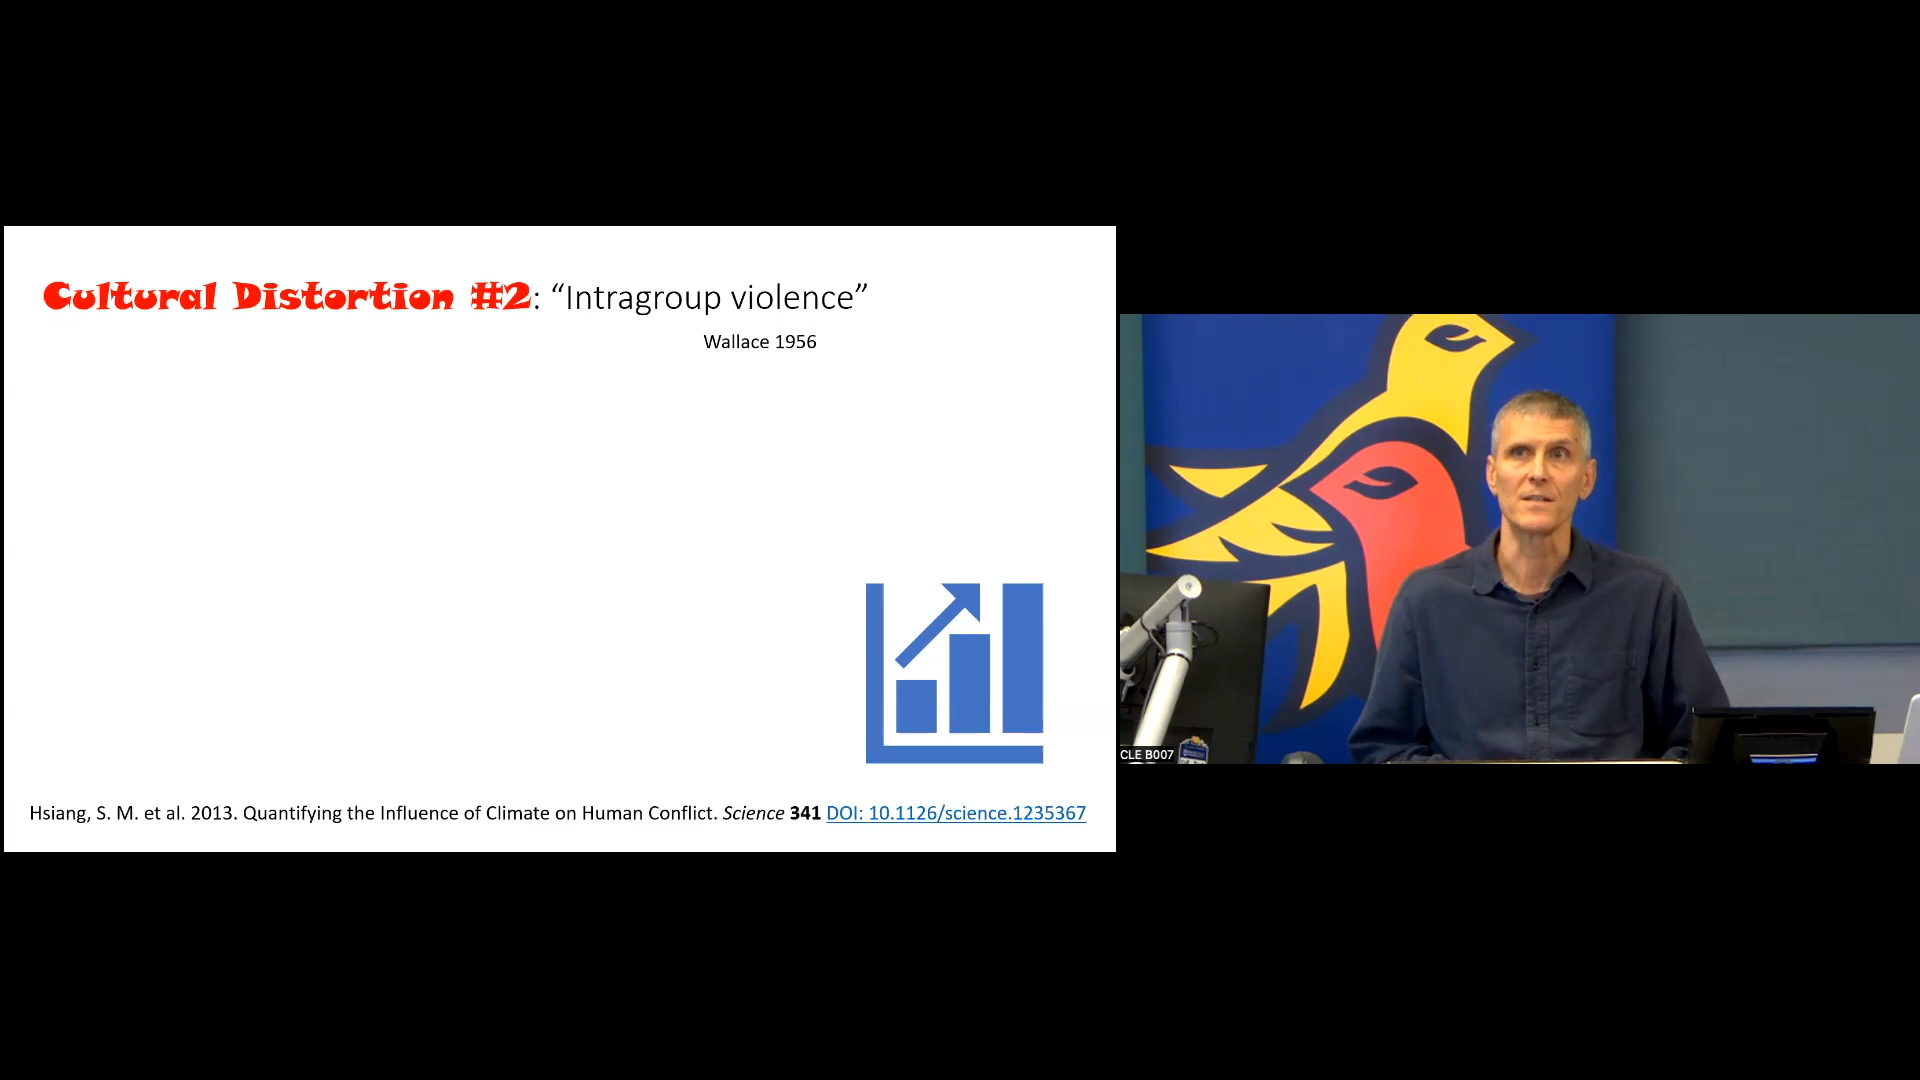 Cultural Distortion #2: “Intragroup violence”
Wallace 1956
Hsiang, S. M. et al. 2013. Quantifying the Influence of Climate on Human Conflict. Science 341 DOI: 10.1126/science.1235367
CLE B007